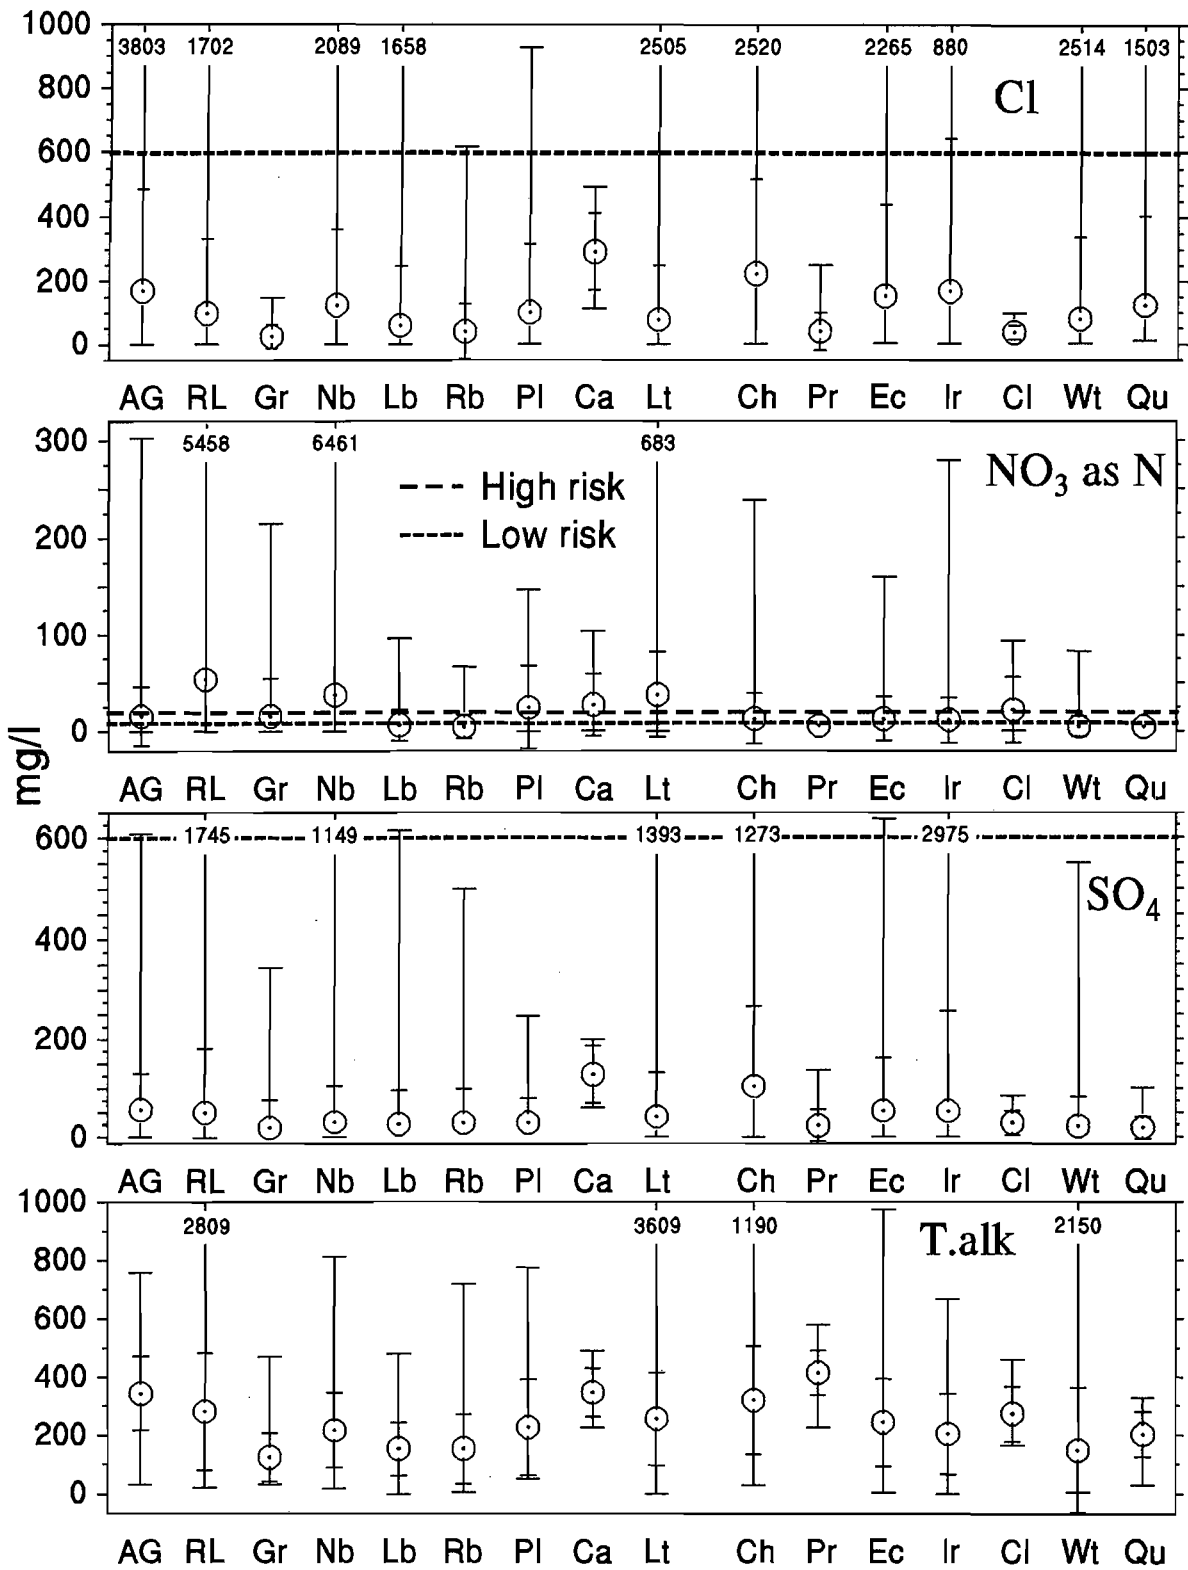 1000
3803 1702 2089 1658 2505 2520 2265 880 2514 1503
Cl
800
600
400
200
0
AG RL Gr Nb Lb Rb Pl Ca Lt Ch Pr Ec Ir Cl Wt Qu
300
5458 6461 683
NO3 as N
High risk
200
Low risk
100
0
mg/l
AG RL Gr Nb Lb Rb Pl Ca Lt Ch Pr Ec Ir Cl Wt Qu
600
1745 1149 1393 1273 2975
SO4
400
200
0
AG RL Gr Nb Lb Rb Pl Ca Lt Ch Pr Ec Ir Cl Wt Qu
1000
2809 3609 1190 2150
T.alk
800
600
400
200
0
AG RL Gr Nb Lb Rb Pl Ca Lt Ch Pr Ec Ir Cl Wt Qu